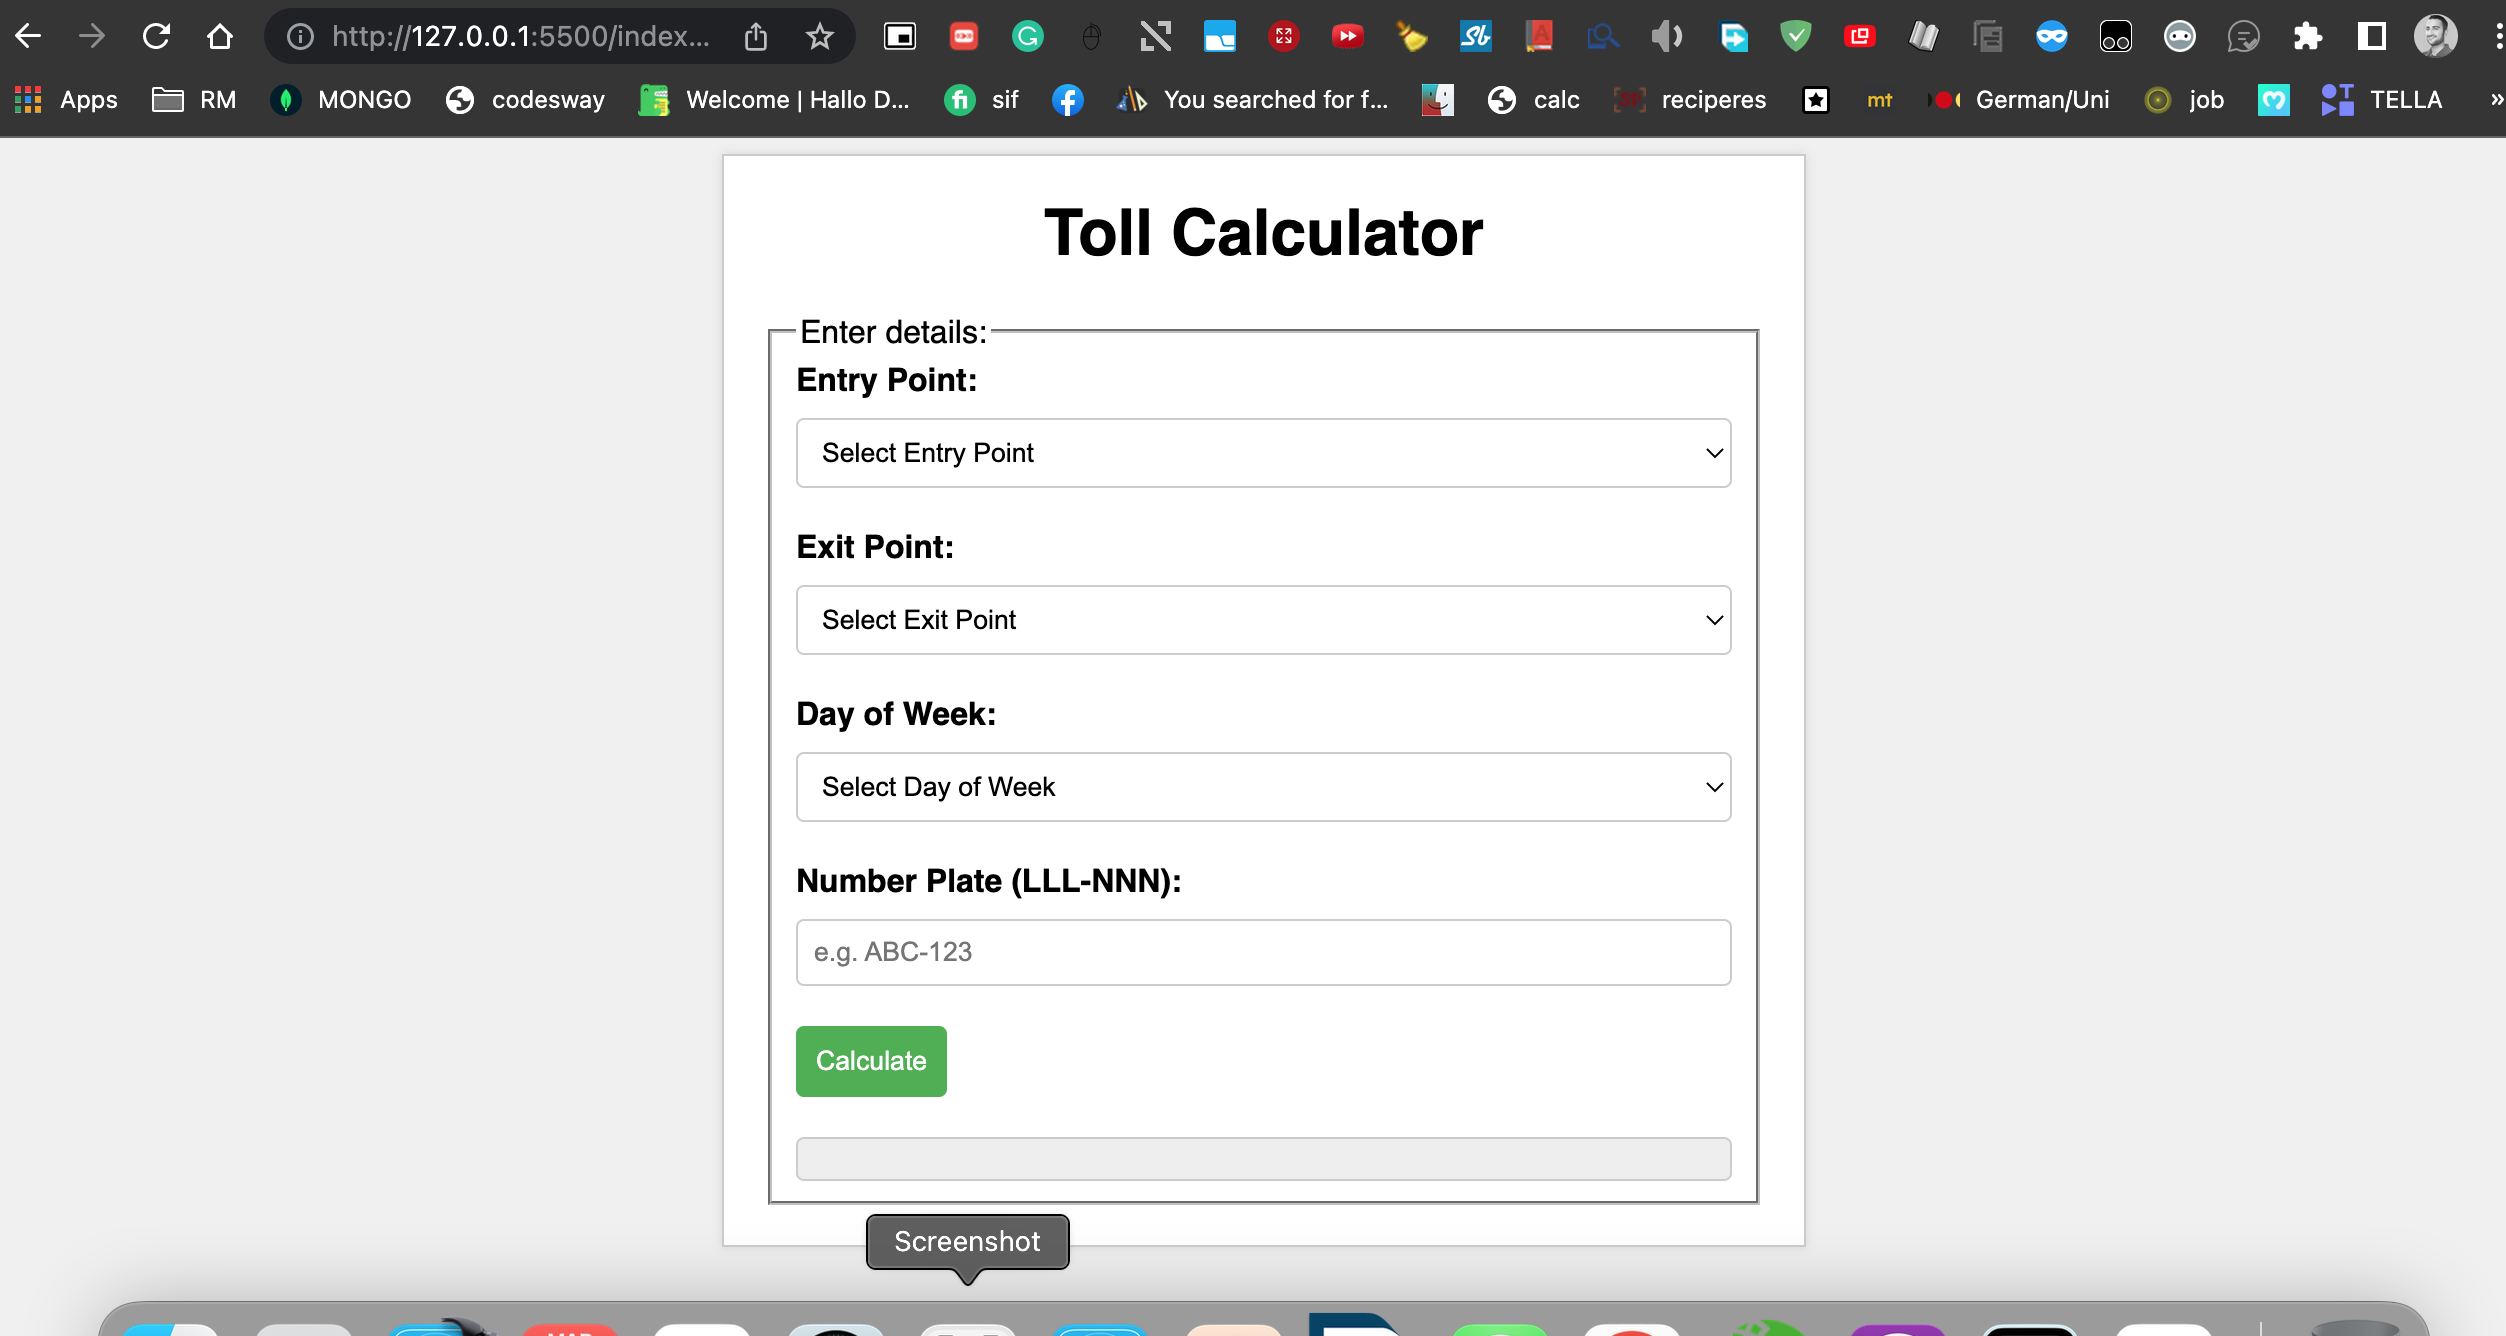 http://127.0.0.1:5500/index...
Apps RM MONGO codesway Welcome | Hallo D... sif You searched for f... calc reciperes mt German/Uni job TELLA »
Toll Calculator
Enter details:
Entry Point:
Select Entry Point
Exit Point:
Select Exit Point
Day of Week:
Select Day of Week
Number Plate (LLL-NNN):
e.g. ABC-123
Calculate
Screenshot